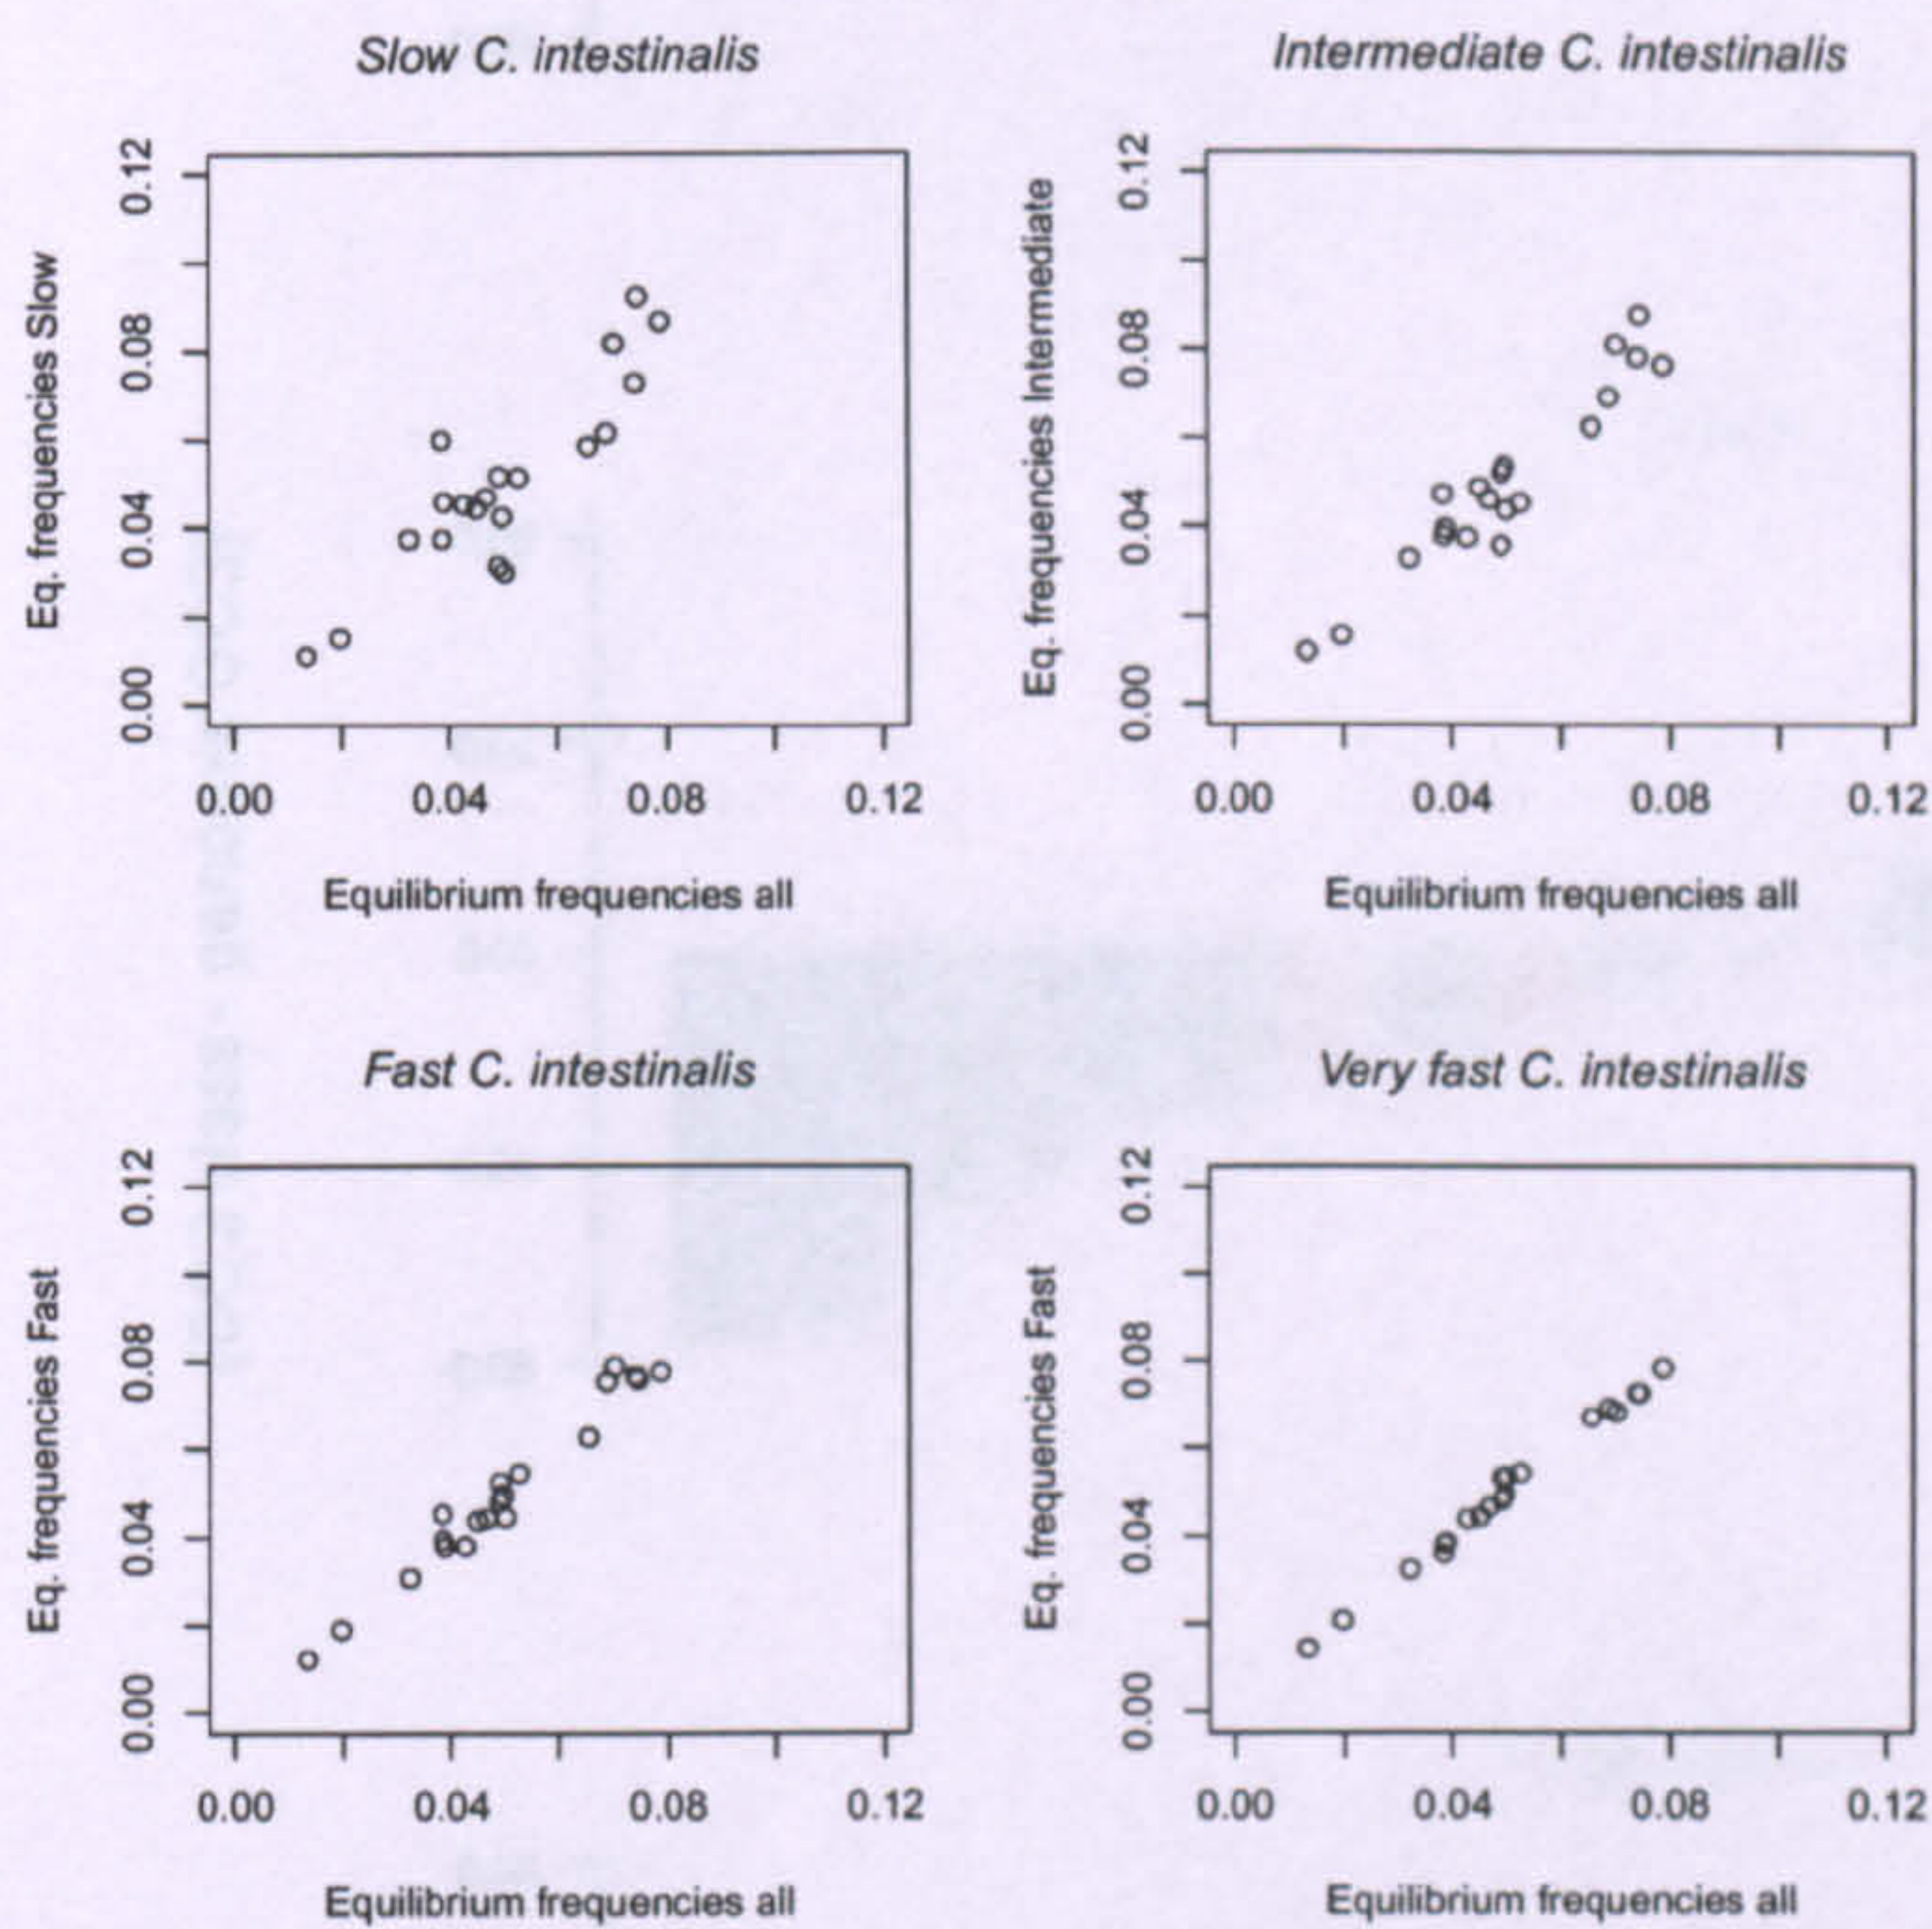 Slow C. intestinalis
Eq. frequencies Slow
0.12
0.08
0.04
0.00
0.00 0.04 0.08 0.12
Equilibrium frequencies all
Intermediate C. intestinalis
Eq. frequencies Intermediate
0.12
0.08
0.04
0.00
0.00 0.04 0.08 0.12
Equilibrium frequencies all
Fast C. intestinalis
Eq. frequencies Fast
0.12
0.08
0.04
0.00
0.00 0.04 0.08 0.12
Equilibrium frequencies all
Very fast C. intestinalis
Eq. frequencies Fast
0.12
0.08
0.04
0.00
0.00 0.04 0.08 0.12
Equilibrium frequencies all